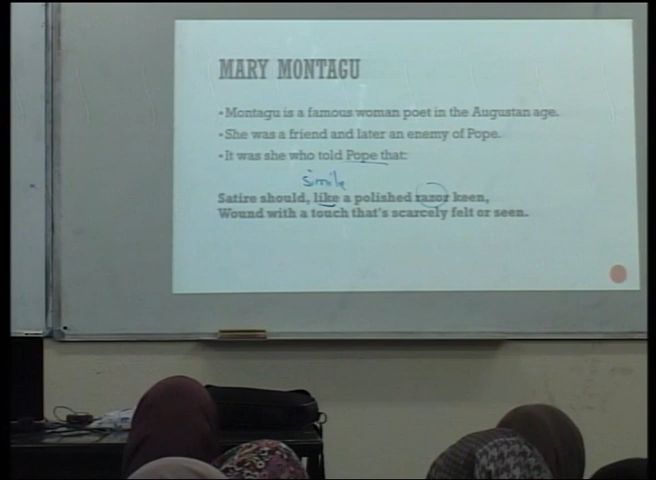 MARY MONTAGU
•Montagu is a famous woman poet in the Augustan age.
•She was a friend and later an enemy of Pope.
•It was she who told Pope that:
simile
Satire should, like a polished razor keen,
Wound with a touch that's scarcely felt or seen.